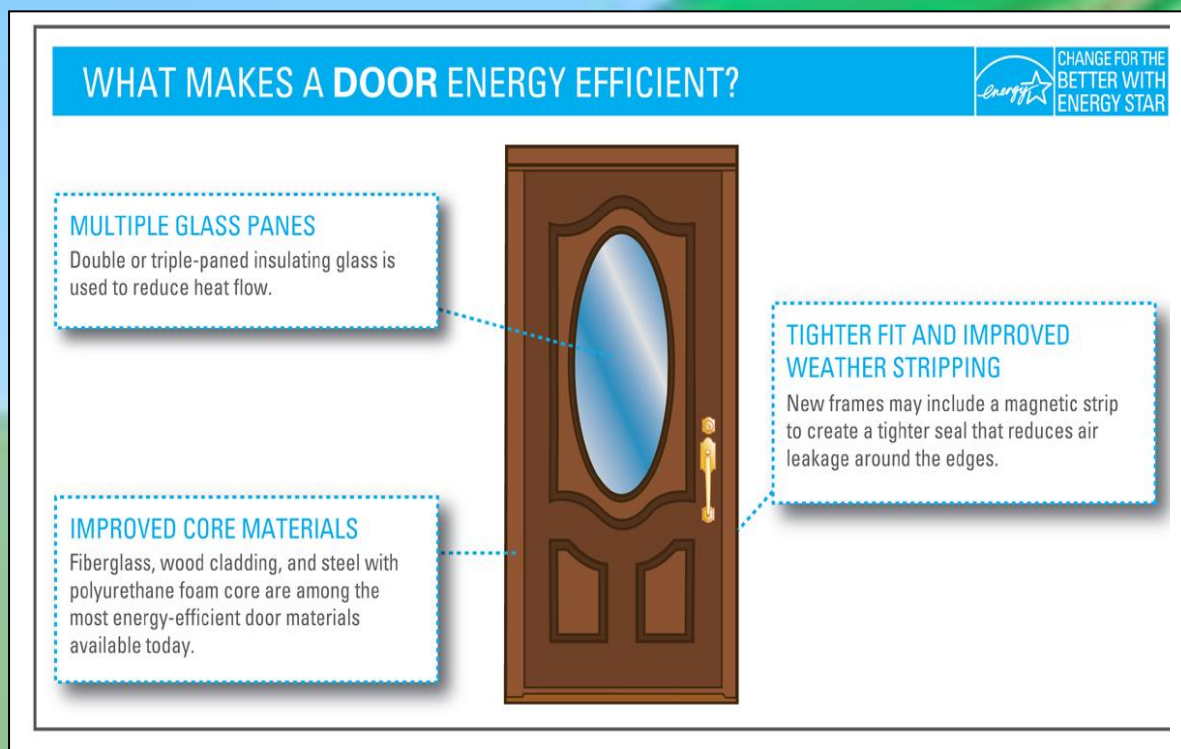 WHAT MAKES A DOOR ENERGY EFFICIENT?
energy
CHANGE FOR THE
BETTER WITH
ENERGY STAR
MULTIPLE GLASS PANES
Double or triple-paned insulating glass is
used to reduce heat flow.
TIGHTER FIT AND IMPROVED
WEATHER STRIPPING
New frames may include a magnetic strip
to create a tighter seal that reduces air
leakage around the edges.
IMPROVED CORE MATERIALS
Fiberglass, wood cladding, and steel with
polyurethane foam core are among the
most energy-efficient door materials
available today.